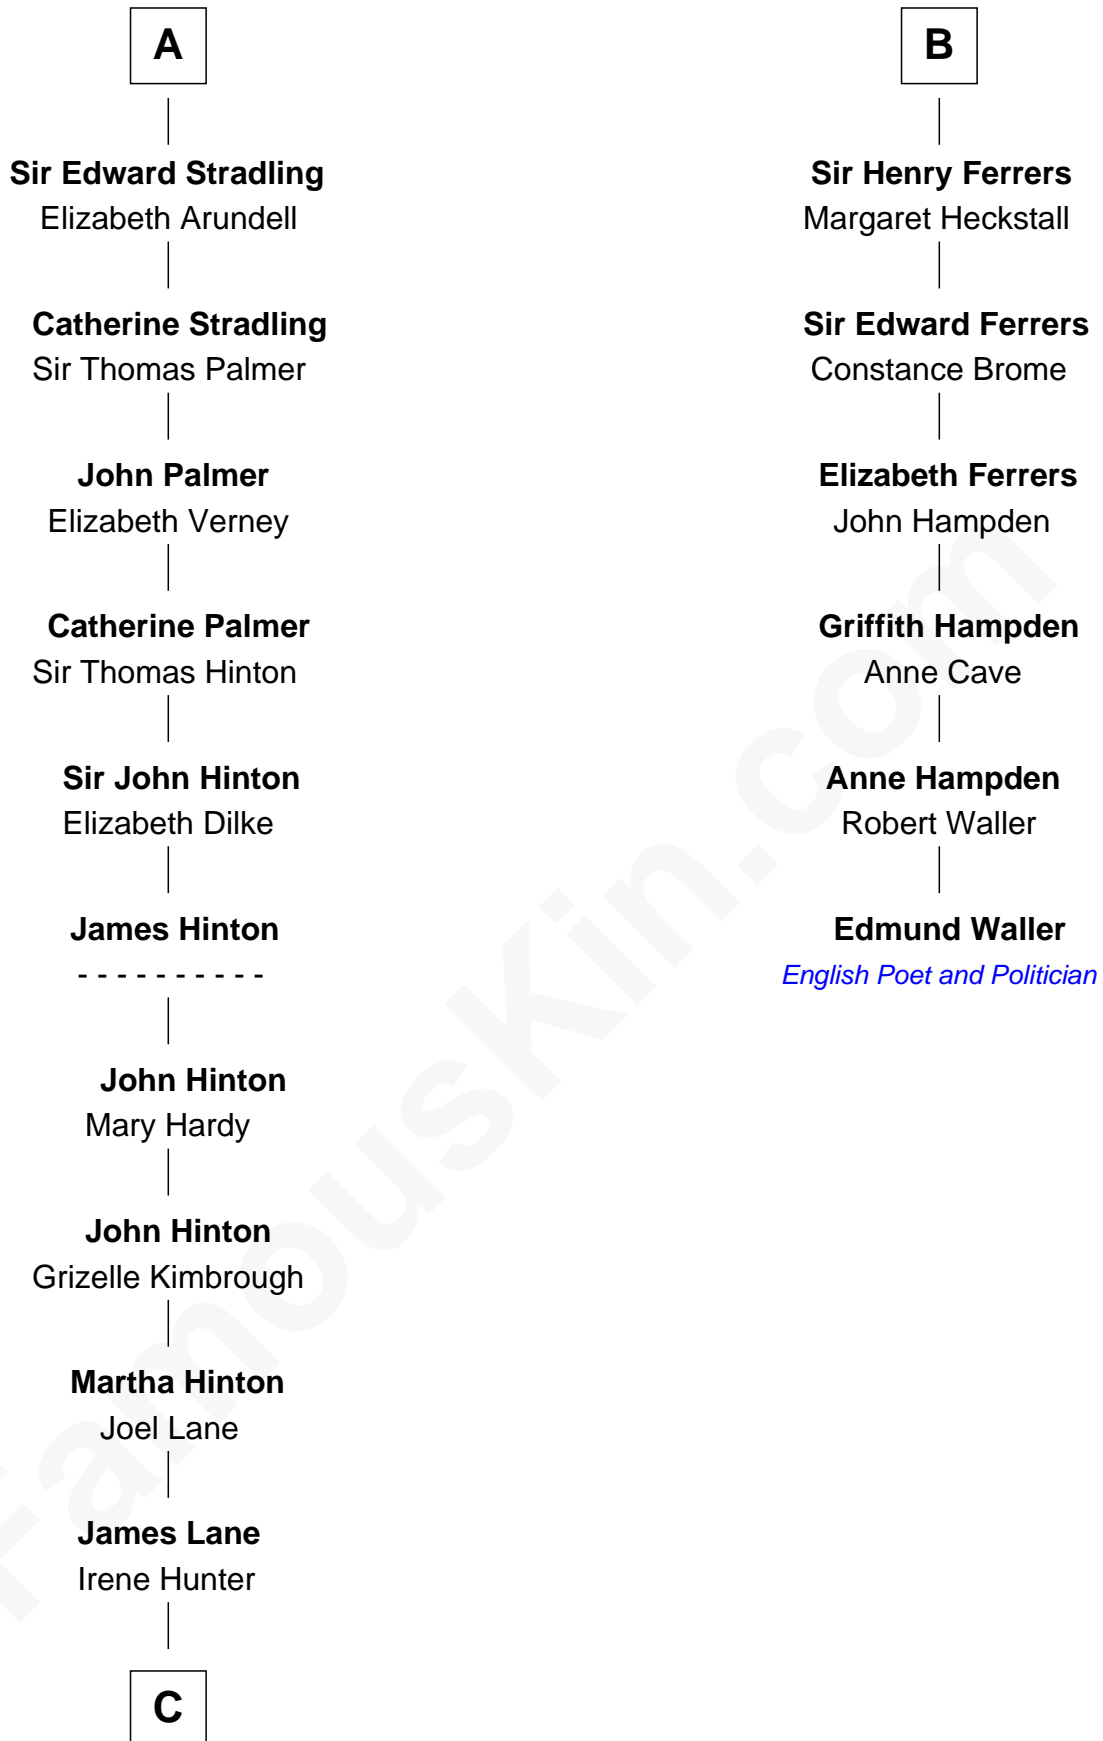 A
Sir Edward Stradling
Elizabeth Arundell
Catherine Stradling
Sir Thomas Palmer
John Palmer
Elizabeth Verney
Catherine Palmer
Sir Thomas Hinton
Sir John Hinton
Elizabeth Dilke
James Hinton
- - - - - - - - - -
John Hinton
Mary Hardy
John Hinton
Grizelle Kimbrough
Martha Hinton
Joel Lane
James Lane
Irene Hunter
C
B
Sir Henry Ferrers
Margaret Heckstall
Sir Edward Ferrers
Constance Brome
Elizabeth Ferrers
John Hampden
Griffith Hampden
Anne Cave
Anne Hampden
Robert Waller
Edmund Waller
English Poet and Politician
FamousKin.com